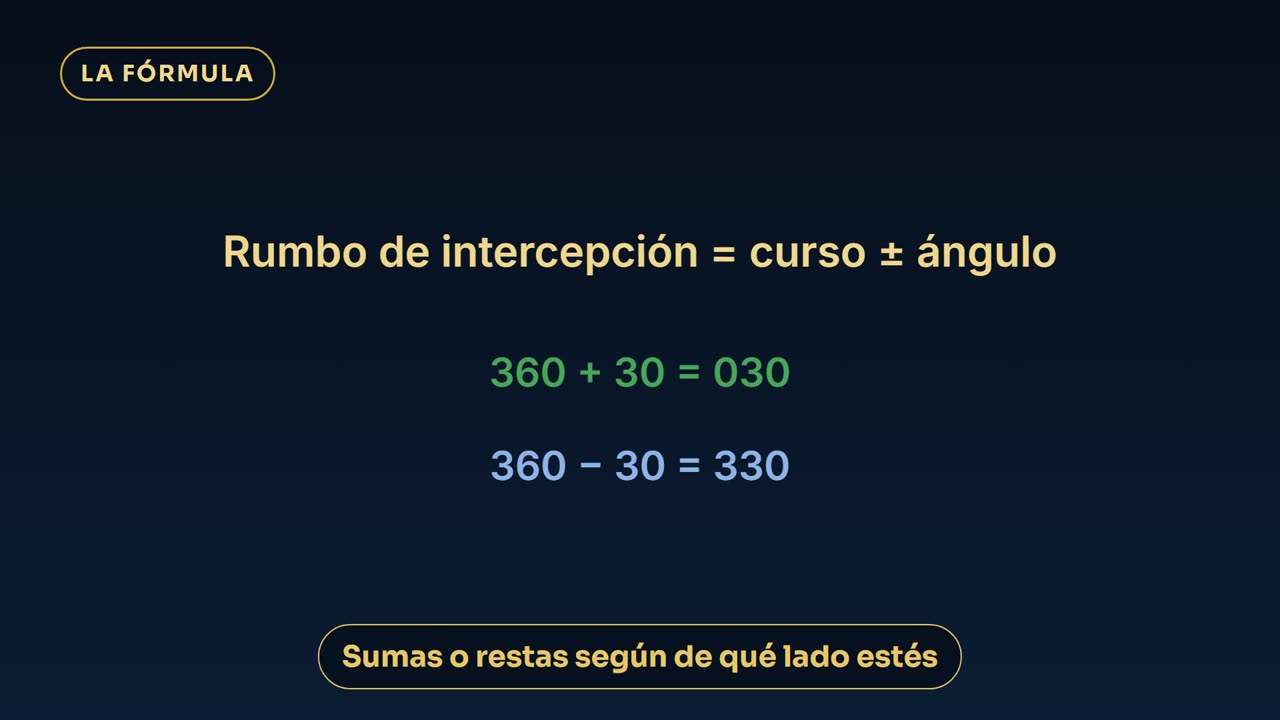 LA FÓRMULA
Rumbo de intercepción = curso ± ángulo
360 + 30 = 030
360 − 30 = 330
Sumas o restas según de qué lado estés